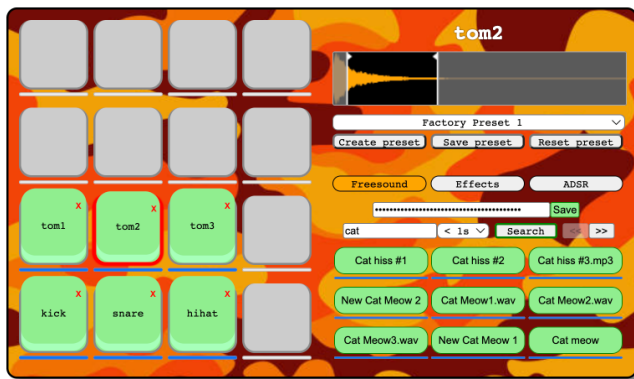 tom2
Factory Preset 1
Create preset Save preset Reset preset
Freesound Effects ADSR
•••••••••••••••••••••••••••••••••••••••• Save
cat < 1s Search << >>
Cat hiss #1 Cat hiss #2 Cat hiss #3.mp3
New Cat Meow 2 Cat Meow1.wav Cat Meow2.wav
Cat Meow3.wav New Cat Meow 1 Cat meow
X X X
tom1 tom2 tom3
X X X
kick snare hihat